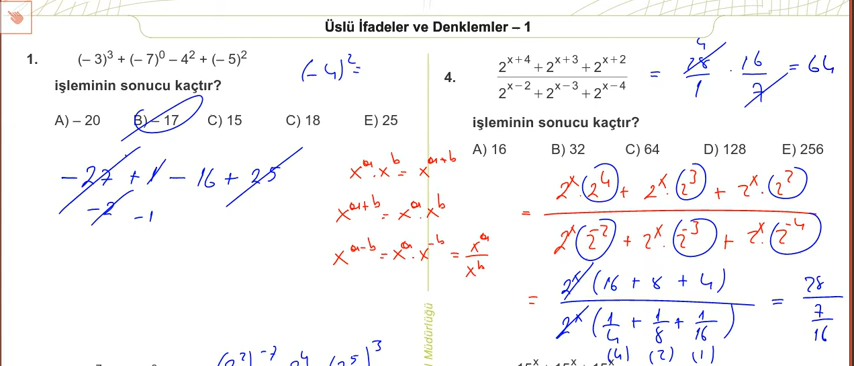 Üslü İfadeler ve Denklemler – 1
1. (– 3)³ + (– 7)⁰ – 4² + (– 5)²
işleminin sonucu kaçtır?
A) – 20 B) – 17 C) 15 C) 18 E) 25
(-4)² =
-27 + 1 - 16 + 25
-2 -1
xᵃ · xᵇ = xᵃ⁺ᵇ
xᵃ⁺ᵇ = xᵃ · xᵇ
xᵃ⁻ᵇ = xᵃ · x⁻ᵇ = xᵃ / xᵇ
(2²)⁻⁷
Müdürlüğü
4. (2ˣ⁺⁴ + 2ˣ⁺³ + 2ˣ⁺²) / (2ˣ⁻² + 2ˣ⁻³ + 2ˣ⁻⁴) = 28/1 · 16/7 = 64
4
işleminin sonucu kaçtır?
A) 16 B) 32 C) 64 D) 128 E) 256
= (2ˣ · 2⁴ + 2ˣ · 2³ + 2ˣ · 2²) / (2ˣ · 2⁻² + 2ˣ · 2⁻³ + 2ˣ · 2⁻⁴)
= 2ˣ (16 + 8 + 4) / 2ˣ (1/4 + 1/8 + 1/16) = 28 / (7/16)
(4) (2) (1)